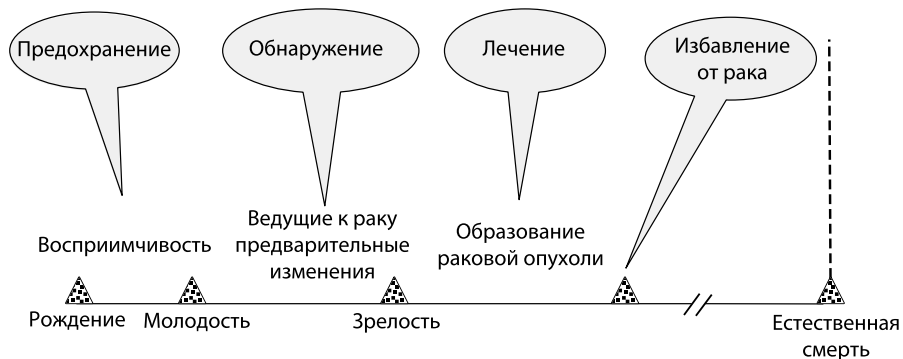 Предохранение
Обнаружение
Лечение
Избавление
от рака
Восприимчивость
Ведущие к раку
предварительные
изменения
Образование
раковой опухоли
Рождение
Молодость
Зрелость
Естественная
смерть